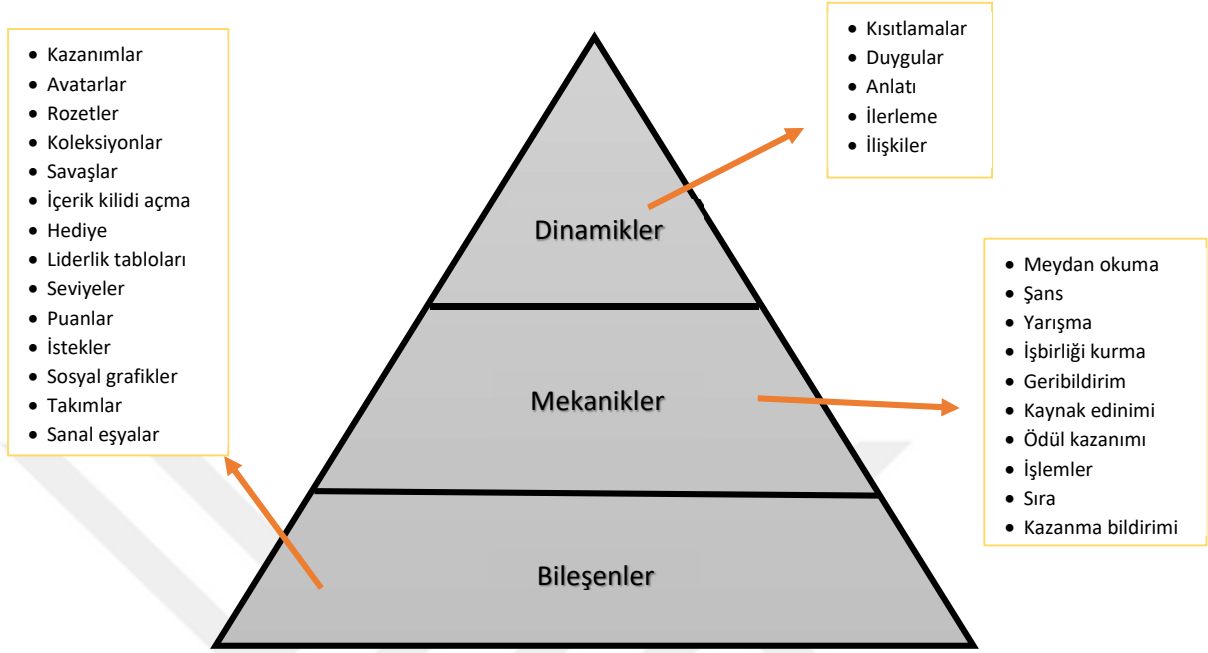 • Kazanımlar
• Avatarlar
• Rozetler
• Koleksiyonlar
• Savaşlar
• İçerik kilidi açma
• Hediye
• Liderlik tabloları
• Seviyeler
• Puanlar
• İstekler
• Sosyal grafikler
• Takımlar
• Sanal eşyalar
• Kısıtlamalar
• Duygular
• Anlatı
• İlerleme
• İlişkiler
Dinamikler
Mekanikler
• Meydan okuma
• Şans
• Yarışma
• İşbirliği kurma
• Geribildirim
• Kaynak edinimi
• Ödül kazanımı
• İşlemler
• Sıra
• Kazanma bildirimi
Bileşenler